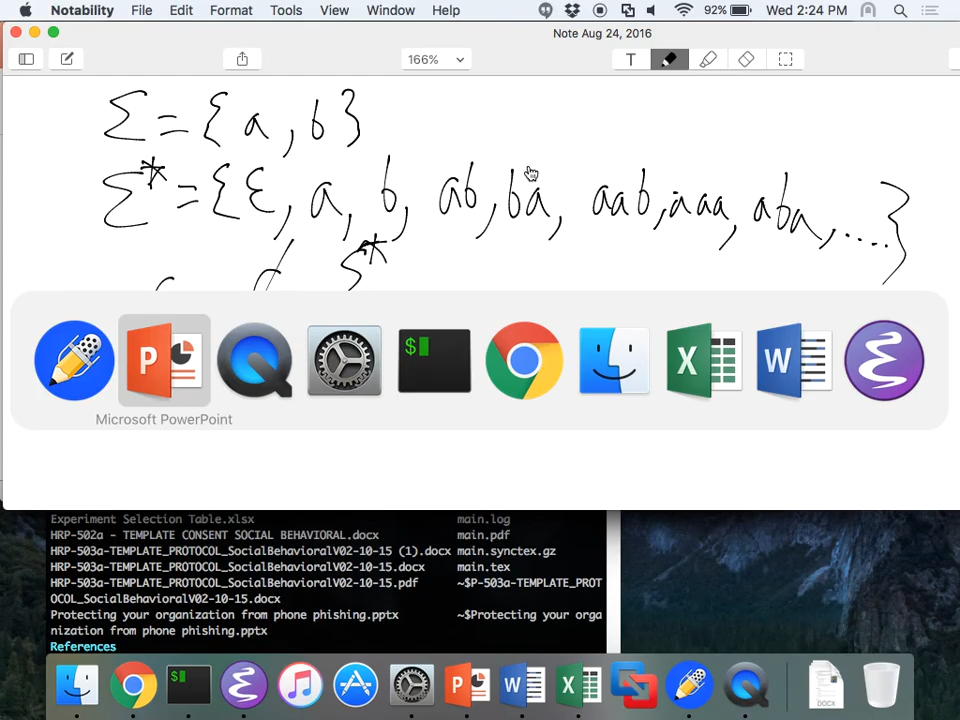 Notability File Edit Format Tools View Window Help 92% Wed 2:24 PM
Note Aug 24, 2016
166% T
Σ = {a, b}
Σ* = {ε, a, b, ab, ba, aab, aaa, aba, ....}
P $ X W
Microsoft PowerPoint
Experiment Selection Table.xlsx main.log
HRP-502a - TEMPLATE CONSENT SOCIAL BEHAVIORAL.docx main.pdf
HRP-503a-TEMPLATE_PROTOCOL_SocialBehavioralV02-10-15 (1).docx main.synctex.gz
HRP-503a-TEMPLATE_PROTOCOL_SocialBehavioralV02-10-15.docx main.tex
HRP-503a-TEMPLATE_PROTOCOL_SocialBehavioralV02-10-15.pdf ~$P-503a-TEMPLATE_PROT
OCOL_SocialBehavioralV02-10-15.docx
Protecting your organization from phone phishing.pptx ~$Protecting your orga
nization from phone phishing.pptx
References
$ P W X DOCX